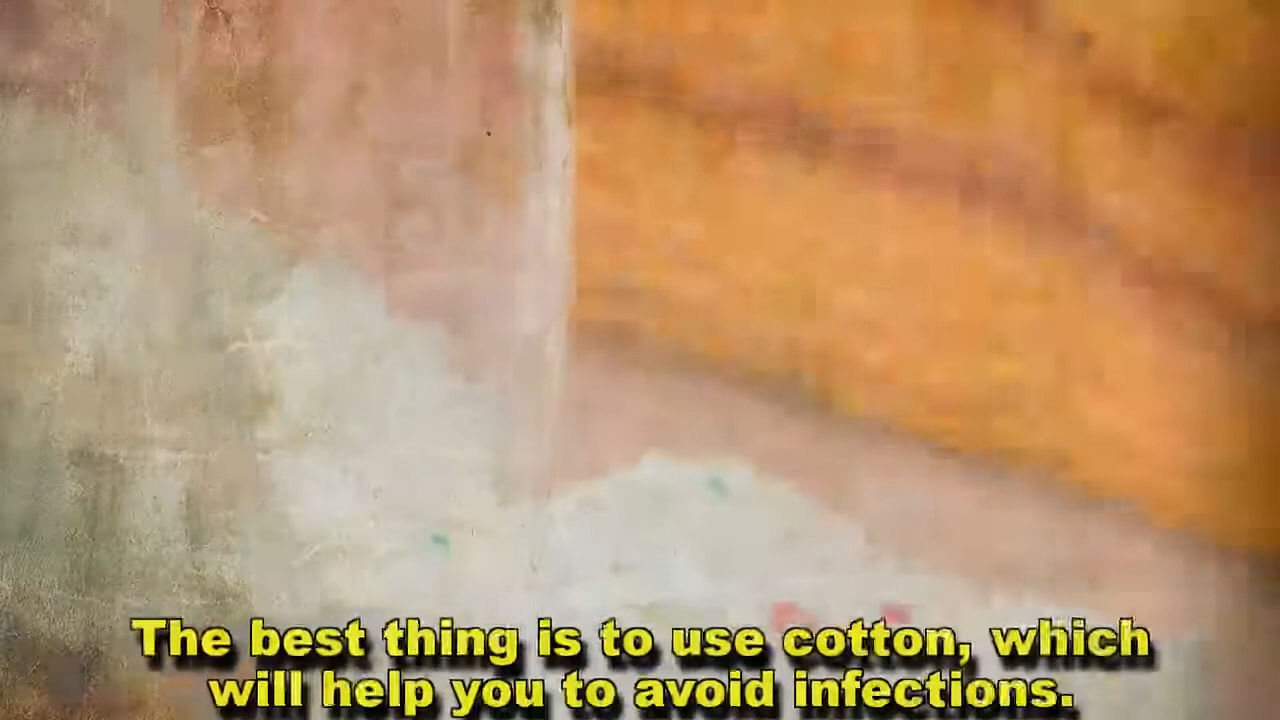 The best thing is to use cotton, which
will help you to avoid infections.